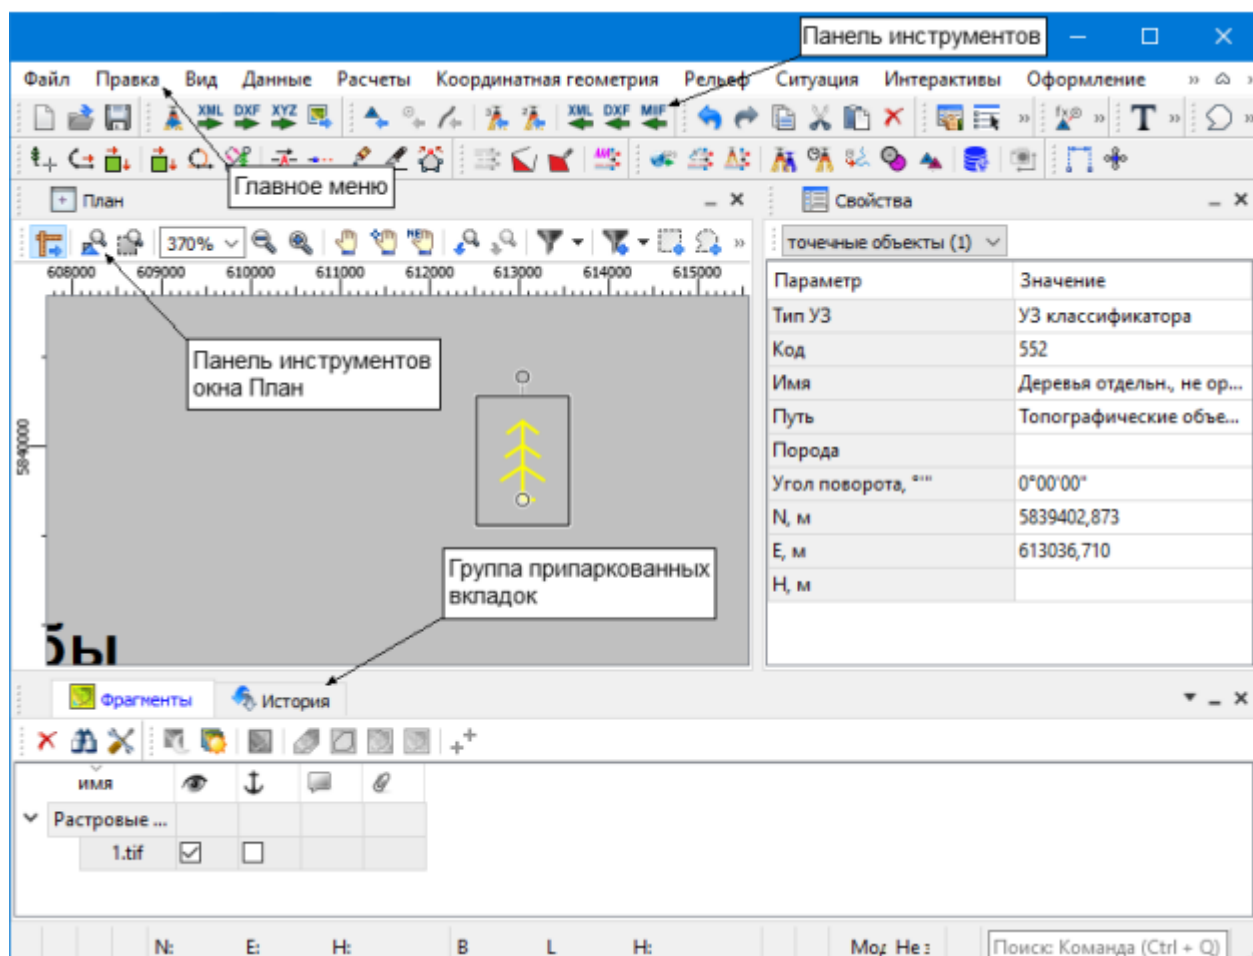 Панель инструментов
Файл Правка Вид Данные Расчеты Координатная геометрия Рельеф Ситуация Интерактивы Оформление
XML DXF XYZ XML DXF MIF
Главное меню
План
Свойства
370%
точечные объекты (1)
608000 609000 610000 611000 612000 613000 614000 615000
Параметр Значение
Тип УЗ УЗ классификатора
Код 552
Имя Деревья отдельн., не ор...
Путь Топографические объе...
Порода
Угол поворота, °'" 0°00'00"
N, м 5839402,873
E, м 613036,710
H, м
Панель инструментов
окна План
5840000
Группа припаркованных
вкладок
бы
Фрагменты История
имя
Растровые ...
1.tif
N: E: H: B L H: Мод Не з Поиск: Команда (Ctrl + Q)